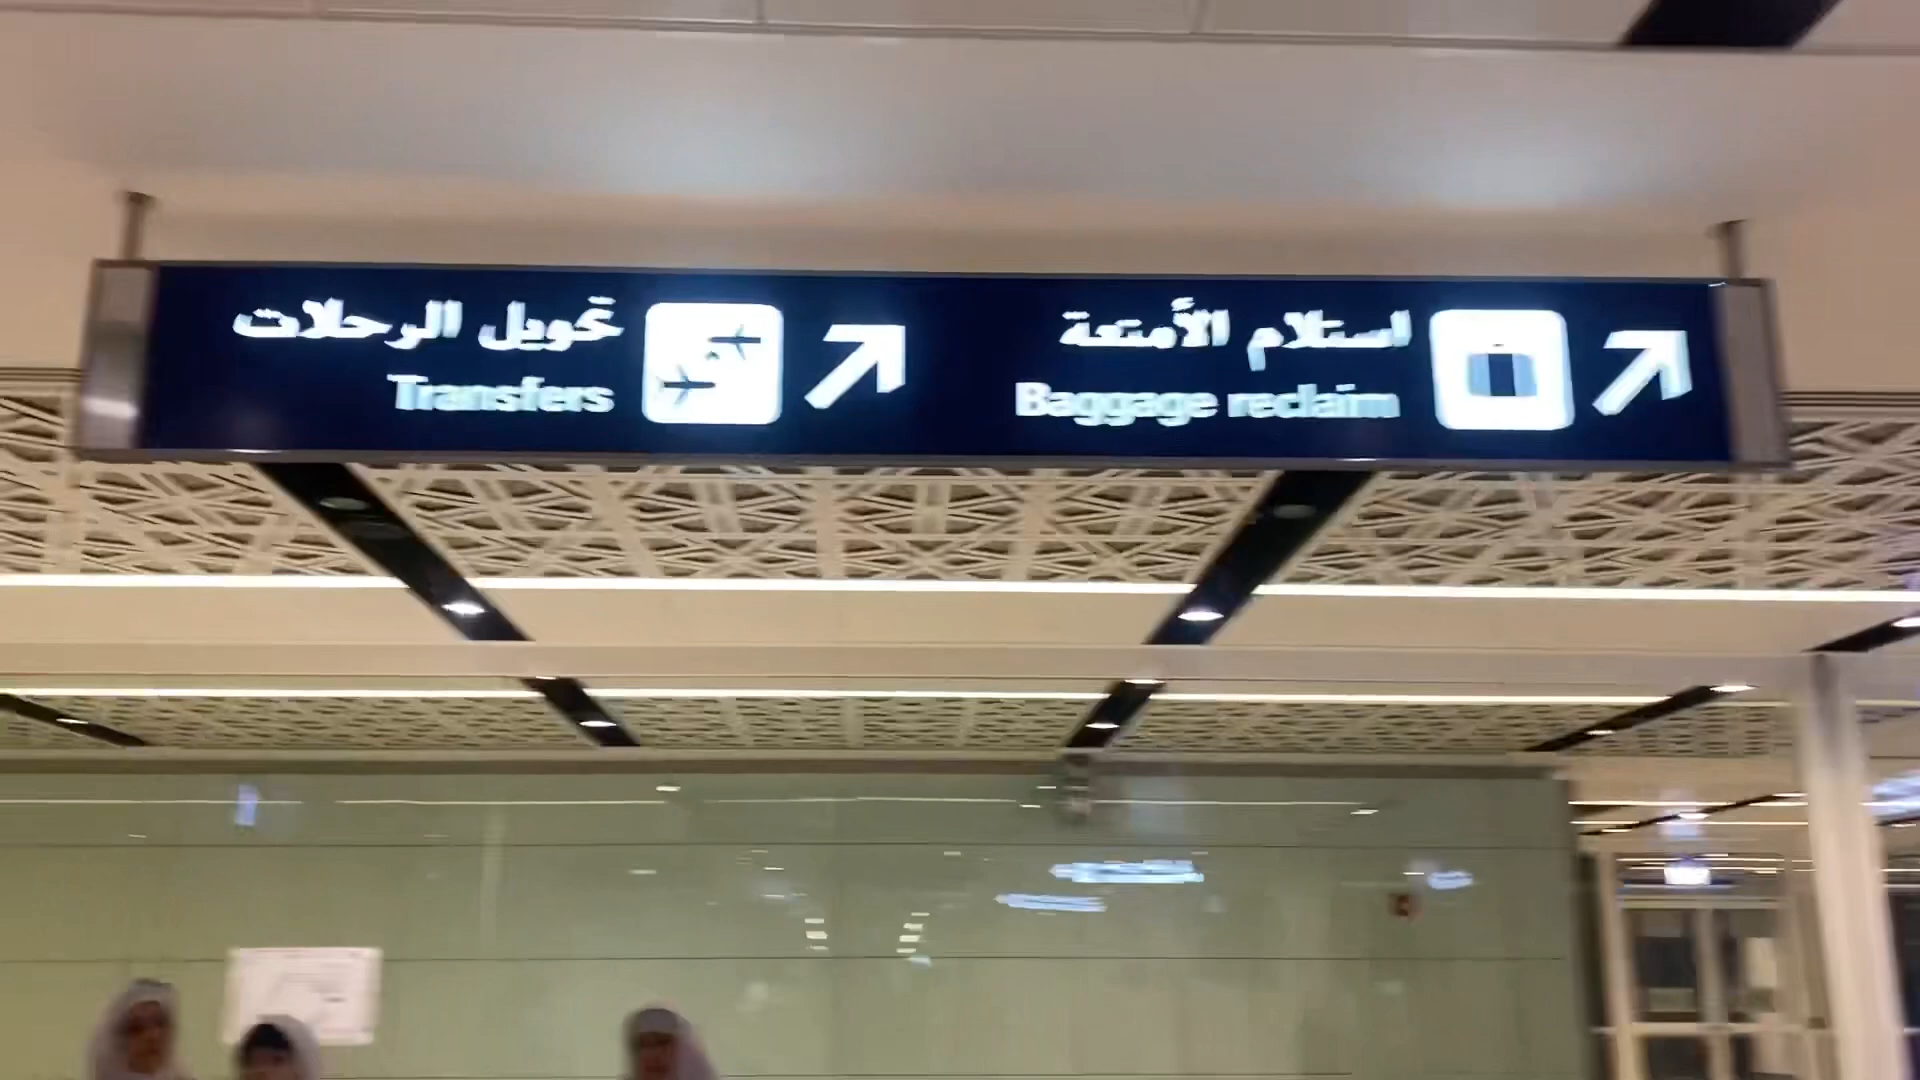 استلام الأمتعة
Baggage reclaim
تحويل الرحلات
Transfers